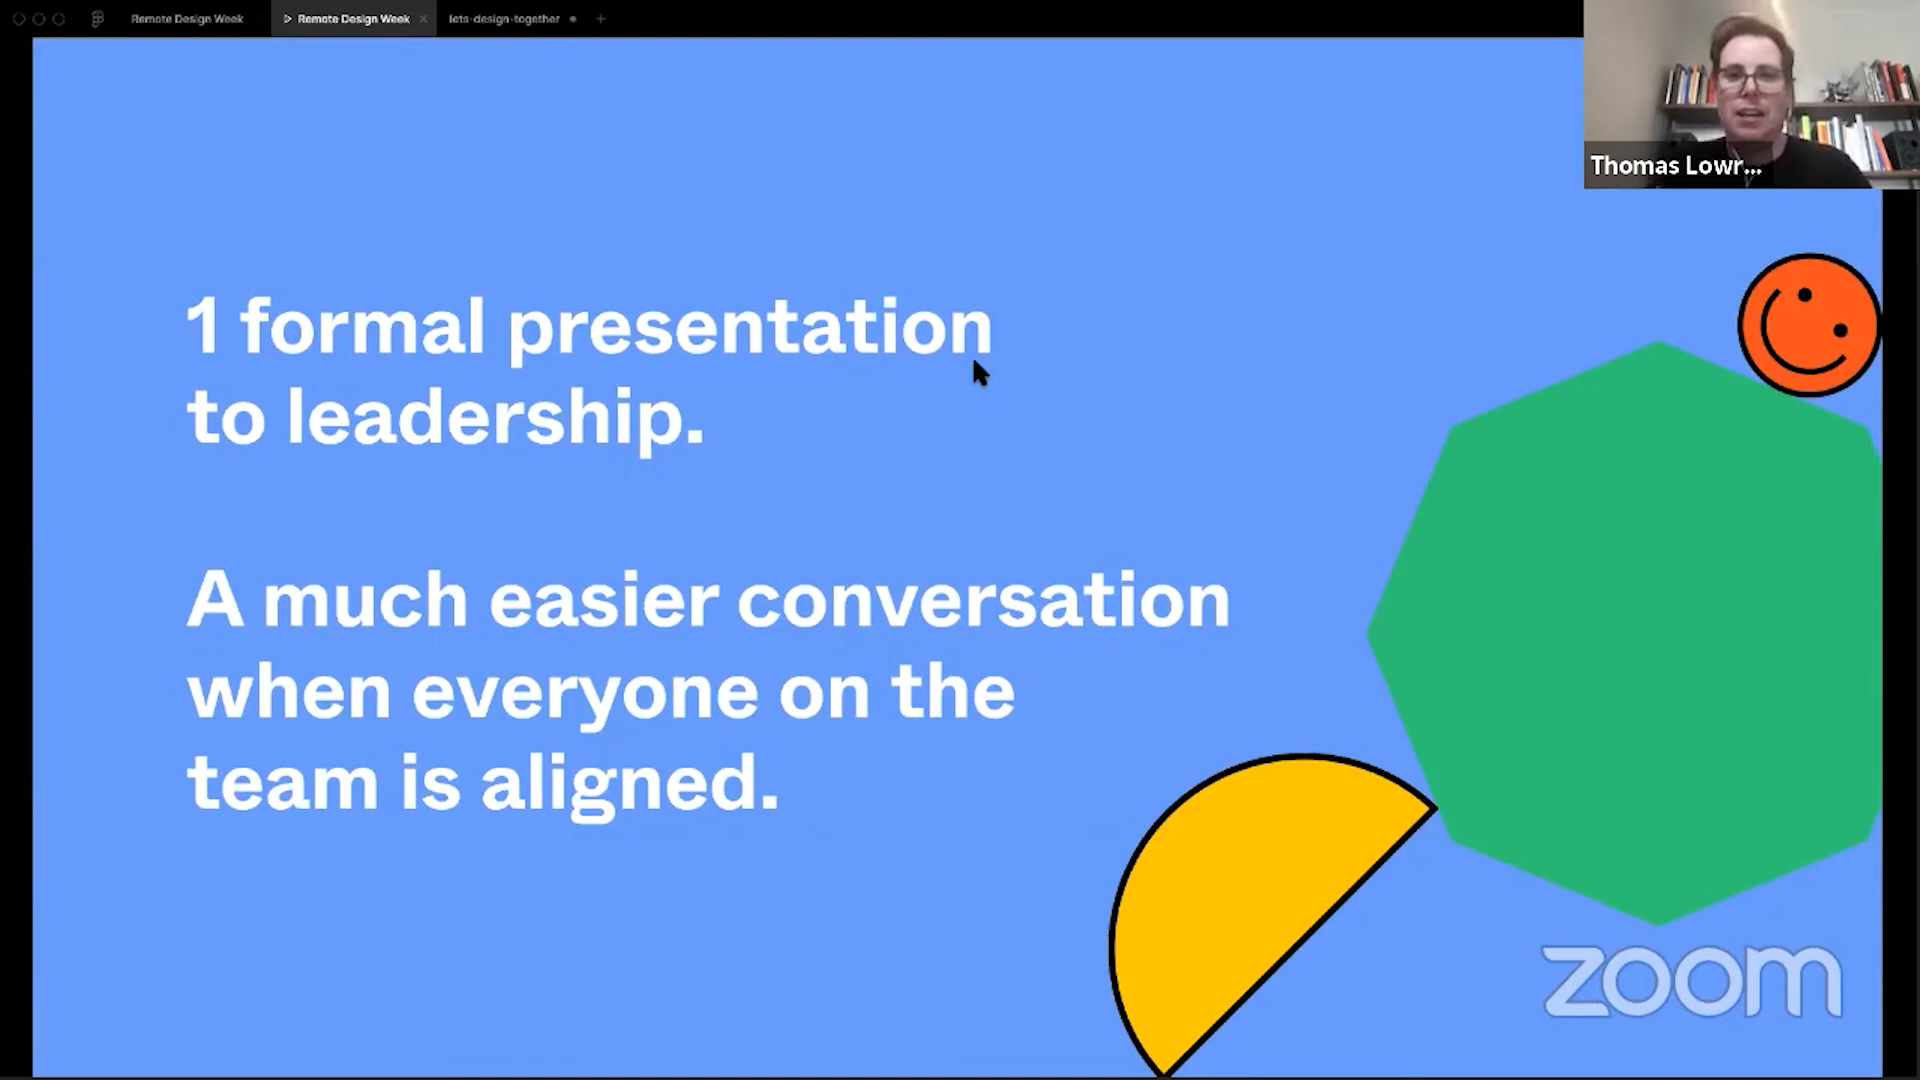 Remote Design Week
Remote Design Week
lets-design-together
Thomas Lowr...
1 formal presentation
to leadership.
A much easier conversation
when everyone on the
team is aligned.
zoom